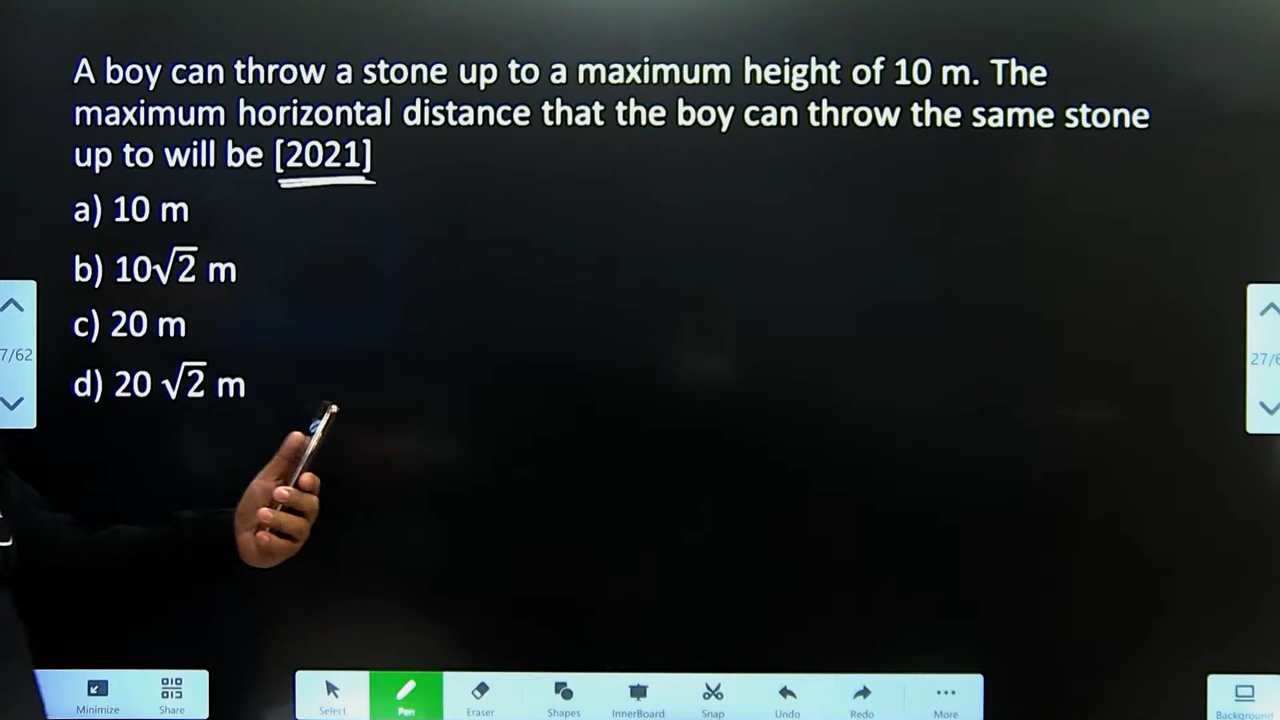 A boy can throw a stone up to a maximum height of 10 m. The
maximum horizontal distance that the boy can throw the same stone
up to will be [2021]
a) 10 m
b) 10√2 m
c) 20 m
d) 20 √2 m
7/62
27/6
Minimize
Share
Select
Pen
Eraser
Shapes
InnerBoard
Snap
Undo
Redo
More
Background